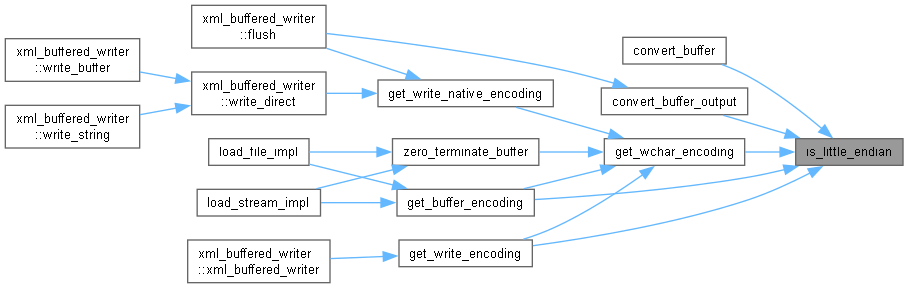 xml_buffered_writer
::flush
convert_buffer
xml_buffered_writer
::write_buffer
xml_buffered_writer
::write_direct
get_write_native_encoding
convert_buffer_output
xml_buffered_writer
::write_string
load_file_impl
zero_terminate_buffer
get_wchar_encoding
is_little_endian
load_stream_impl
get_buffer_encoding
xml_buffered_writer
::xml_buffered_writer
get_write_encoding